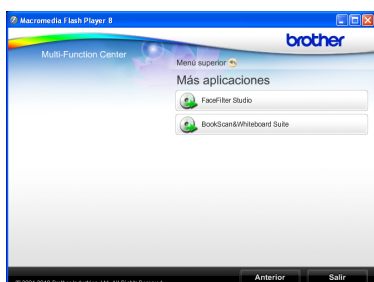 Macromedia Flash Player 8
brother
Multi-Function Center
Menú superior
Más aplicaciones
FaceFilter Studio
BookScan&Whiteboard Suite
Anterior
Salir